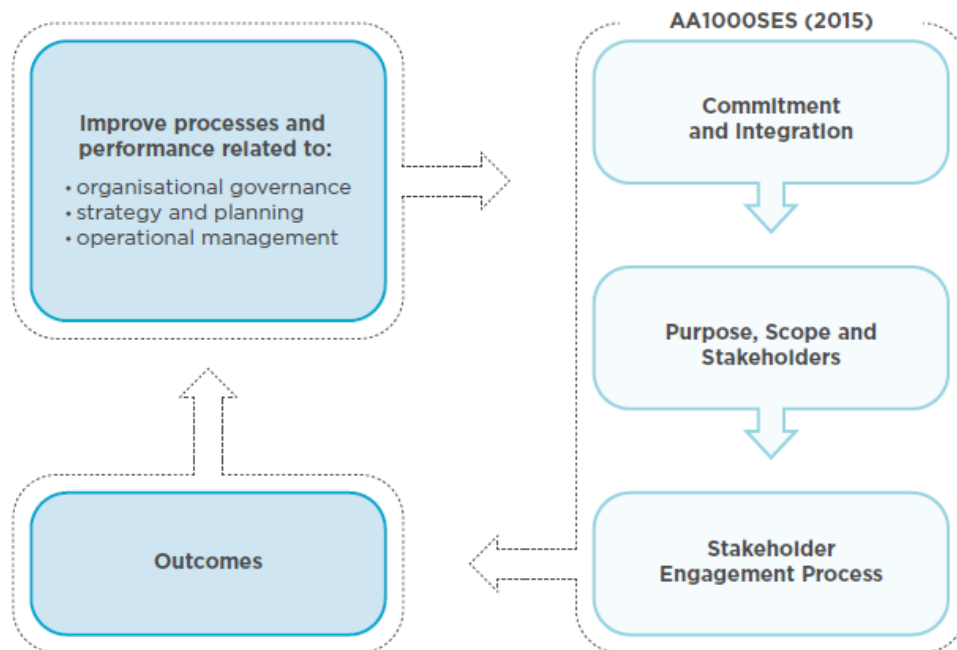 AA1000SES (2015)
Improve processes and
performance related to:
• organisational governance
• strategy and planning
• operational management
Commitment
and Integration
Purpose, Scope and
Stakeholders
Stakeholder
Engagement Process
Outcomes